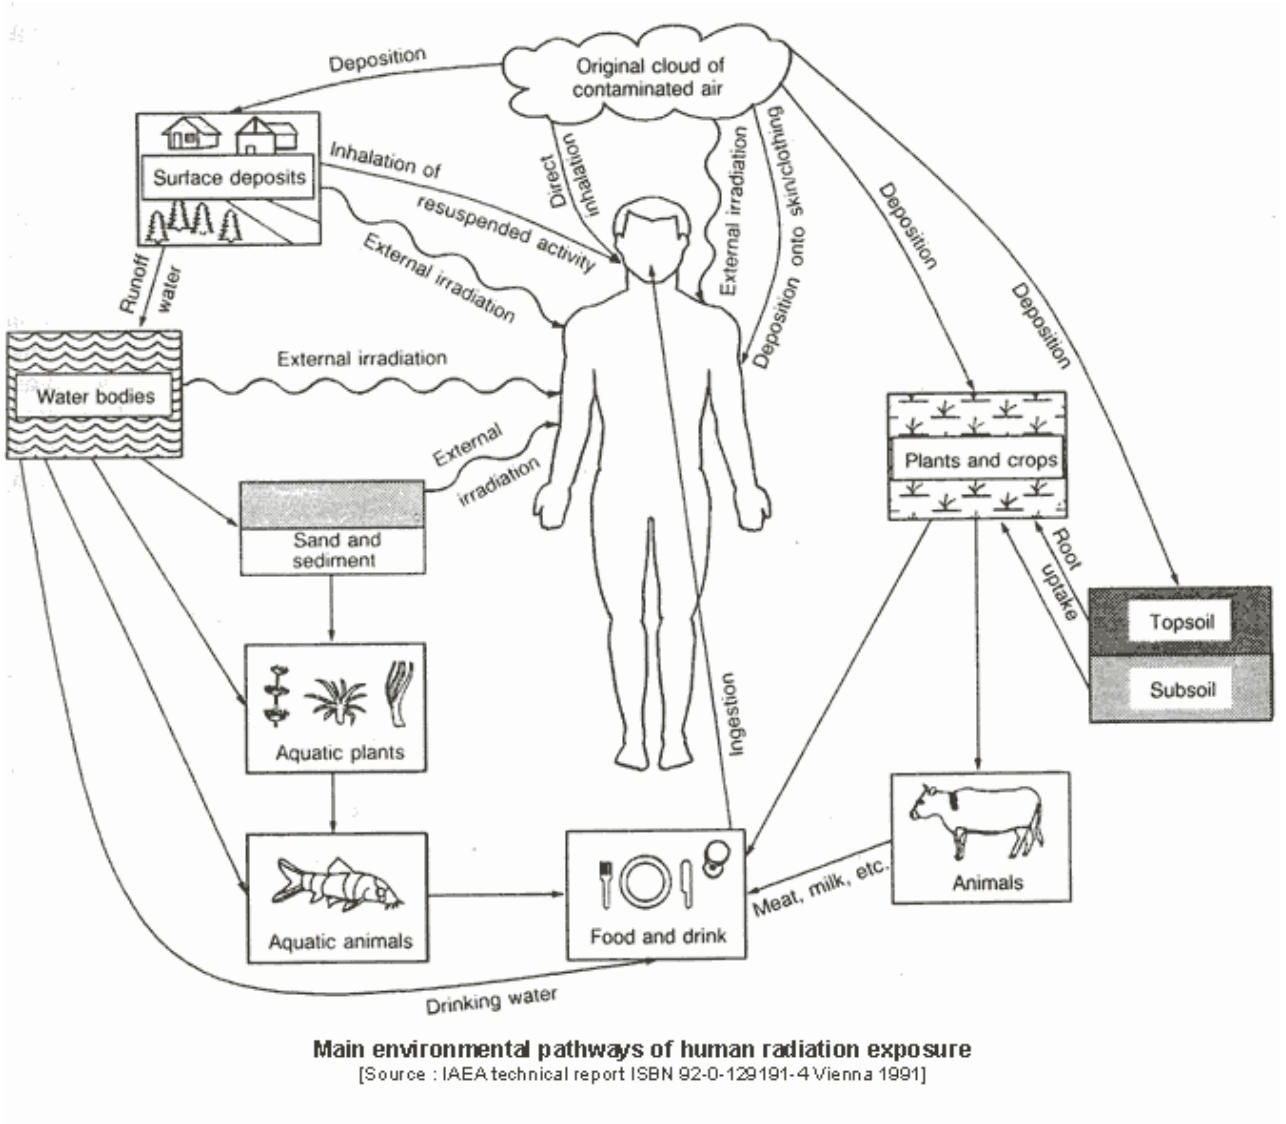 Deposition
Original cloud of
contaminated air
Surface deposits
Inhalation of
resuspended activity
Direct
inhalation
External irradiation
Deposition onto skin/clothing
Deposition
Deposition
External irradiation
Runoff
water
External irradiation
Water bodies
External
irradiation
Plants and crops
Sand and
sediment
Root
uptake
Topsoil
Subsoil
Ingestion
Aquatic plants
Meat, milk, etc.
Animals
Aquatic animals
Food and drink
Drinking water
Main environmental pathways of human radiation exposure
[Source : IAEA technical report ISBN 92-0-129191-4 Vienna 1991]